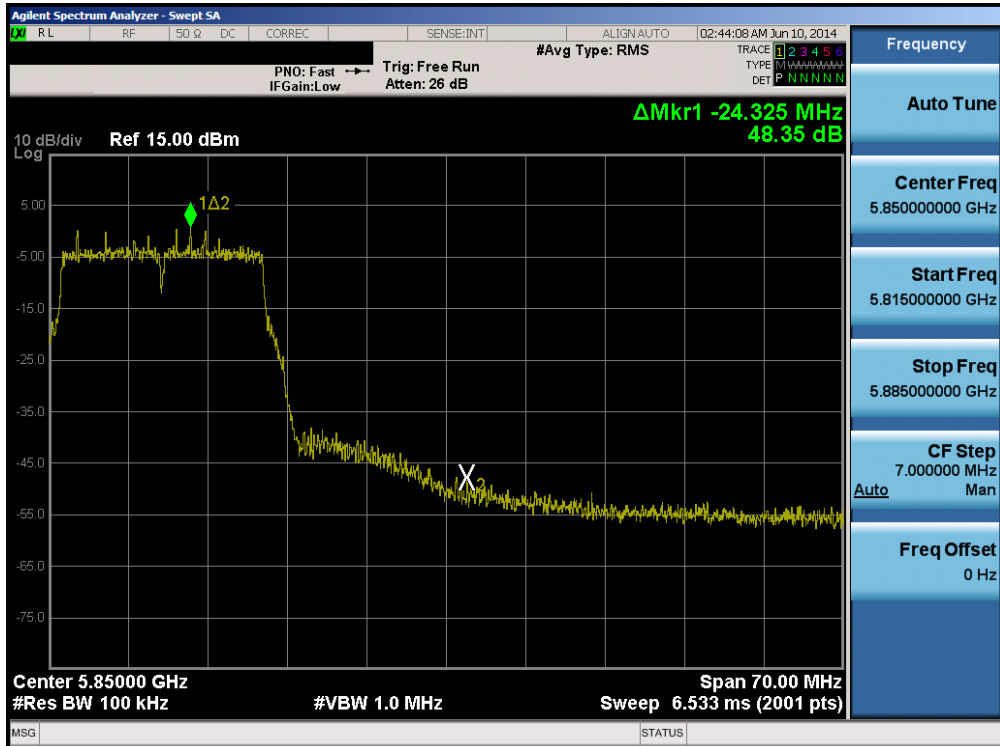 Agilent Spectrum Analyzer - Swept SA
LXI RL RF 50 Ω DC CORREC SENSE:INT ALIGN AUTO 02:44:08 AM Jun 10, 2014
#Avg Type: RMS TRACE 1 2 3 4 5 6
PNO: Fast Trig: Free Run TYPE M WWWWW
IFGain:Low Atten: 26 dB DET P N N N N N
ΔMkr1 -24.325 MHz
48.35 dB
10 dB/div Ref 15.00 dBm
Log
1Δ2
5.00
-5.00
-15.0
-25.0
-35.0
-45.0
2
-55.0
-65.0
-75.0
Center 5.85000 GHz Span 70.00 MHz
#Res BW 100 kHz #VBW 1.0 MHz Sweep 6.533 ms (2001 pts)
MSG STATUS
Frequency
Auto Tune
Center Freq
5.850000000 GHz
Start Freq
5.815000000 GHz
Stop Freq
5.885000000 GHz
CF Step
7.000000 MHz
Auto Man
Freq Offset
0 Hz